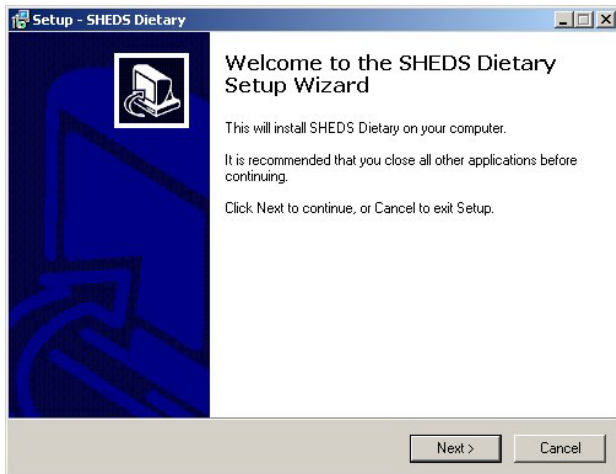 Setup - SHEDS Dietary
Welcome to the SHEDS Dietary
Setup Wizard
This will install SHEDS Dietary on your computer.
It is recommended that you close all other applications before
continuing.
Click Next to continue, or Cancel to exit Setup.
Next >
Cancel